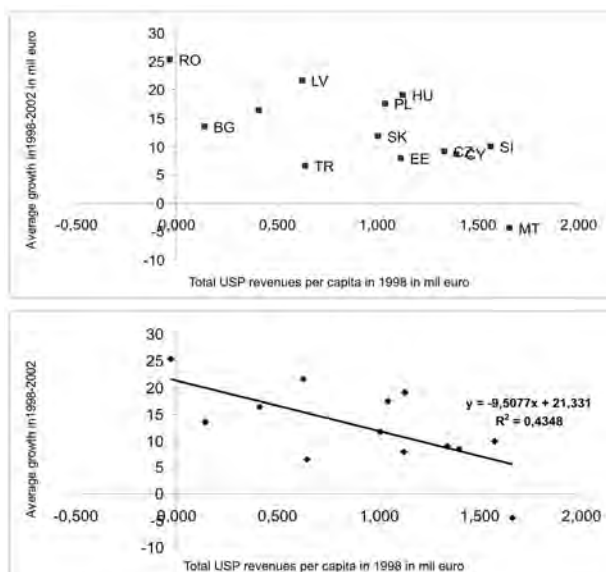 Average growth in1998-2002 in mil euro
30
25
20
15
10
5
0
-5
-10
RO
LV
HU
PL
BG
SK
CZ
CY
SI
EE
TR
MT
-0,500
0,000
0,500
1,000
1,500
2,000
Total USP revenues per capita in 1998 in mil euro
Average growth in1998-2002
30
25
20
15
10
5
0
-5
-10
y = -9,5077x + 21,331
R² = 0,4348
-0,500
0,000
0,500
1,000
1,500
2,000
Total USP revenues per capita in 1998 in mil euro